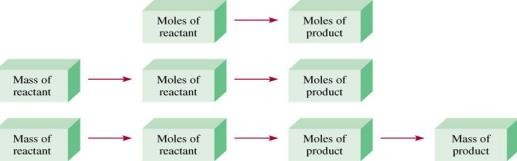 Moles of
reactant
Moles of
product
Mass of
reactant
Moles of
reactant
Moles of
product
Mass of
reactant
Moles of
reactant
Moles of
product
Mass of
product